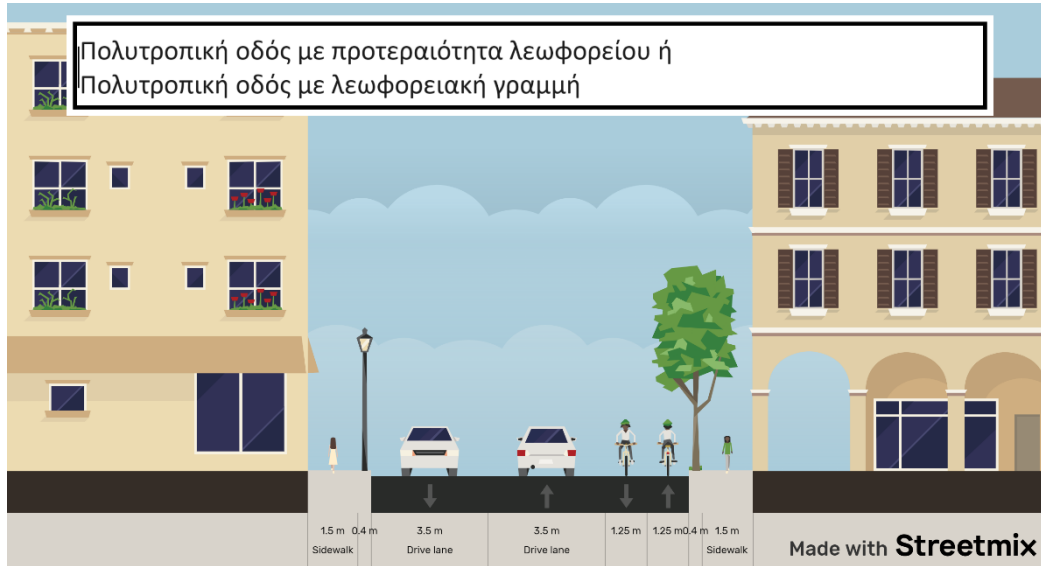 Πολυτροπική οδός με προτεραιότητα λεωφορείου ή
Πολυτροπική οδός με λεωφορειακή γραμμή
1.5 m 0.4 m 3.5 m 3.5 m 1.25 m 1.25 m 0.4 m 1.5 m
Sidewalk Drive lane Drive lane Sidewalk
Made with Streetmix